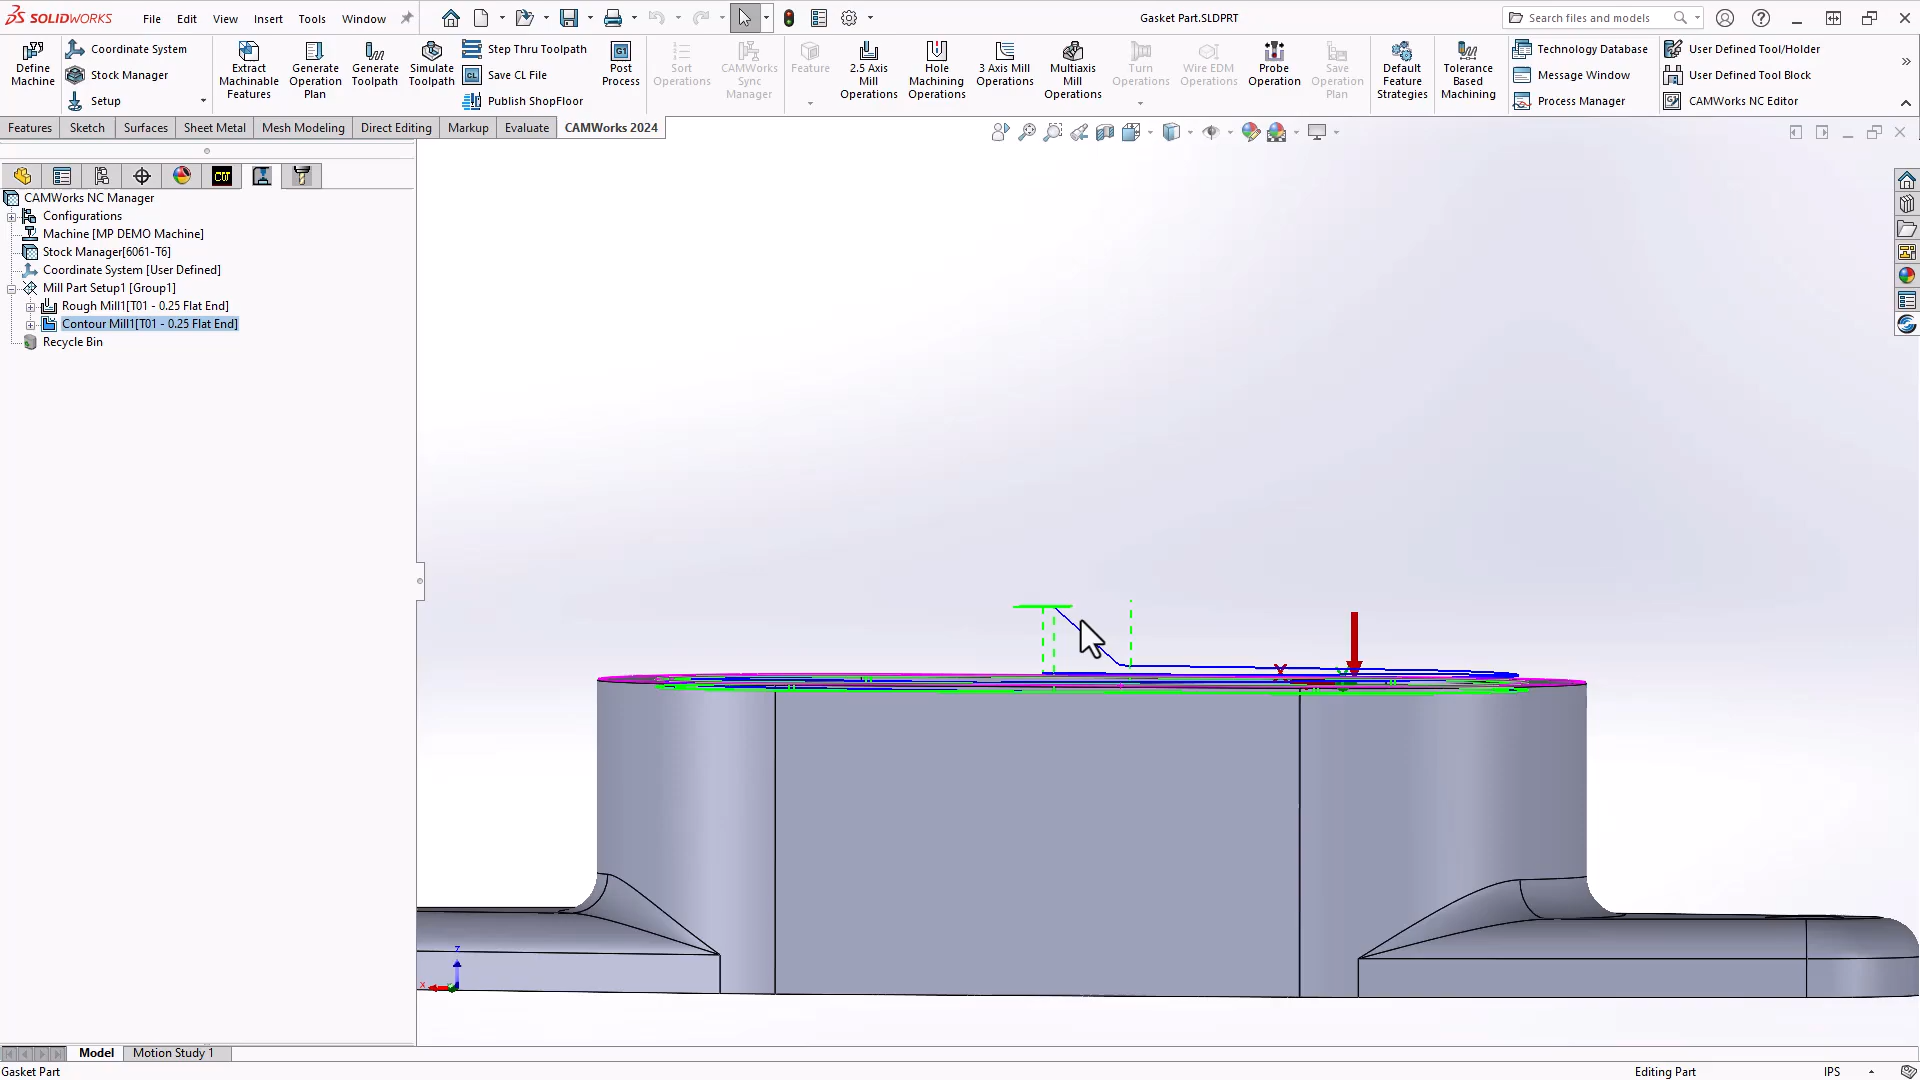 SOLIDWORKS File Edit View Insert Tools Window Gasket Part.SLDPRT Search files and models
Define Machine
Coordinate System
Stock Manager
Setup
Extract Machinable Features
Generate Operation Plan
Generate Toolpath
Simulate Toolpath
Step Thru Toolpath
Save CL File
Publish ShopFloor
G1
CL
Post Process
Sort Operations
CAMWorks Sync Manager
Feature
2.5 Axis Mill Operations
Hole Machining Operations
3 Axis Mill Operations
Multiaxis Mill Operations
Turn Operations
Wire EDM Operations
Probe Operation
Save Operation Plan
Default Feature Strategies
Tolerance Based Machining
Technology Database
Message Window
Process Manager
User Defined Tool/Holder
User Defined Tool Block
CAMWorks NC Editor
Features Sketch Surfaces Sheet Metal Mesh Modeling Direct Editing Markup Evaluate CAMWorks 2024
CW
CAMWorks NC Manager
Configurations
Machine [MP DEMO Machine]
Stock Manager[6061-T6]
Coordinate System [User Defined]
Mill Part Setup1 [Group1]
Rough Mill1[T01 - 0.25 Flat End]
Contour Mill1[T01 - 0.25 Flat End]
Recycle Bin
X
Z
X
Model Motion Study 1
Gasket Part Editing Part IPS